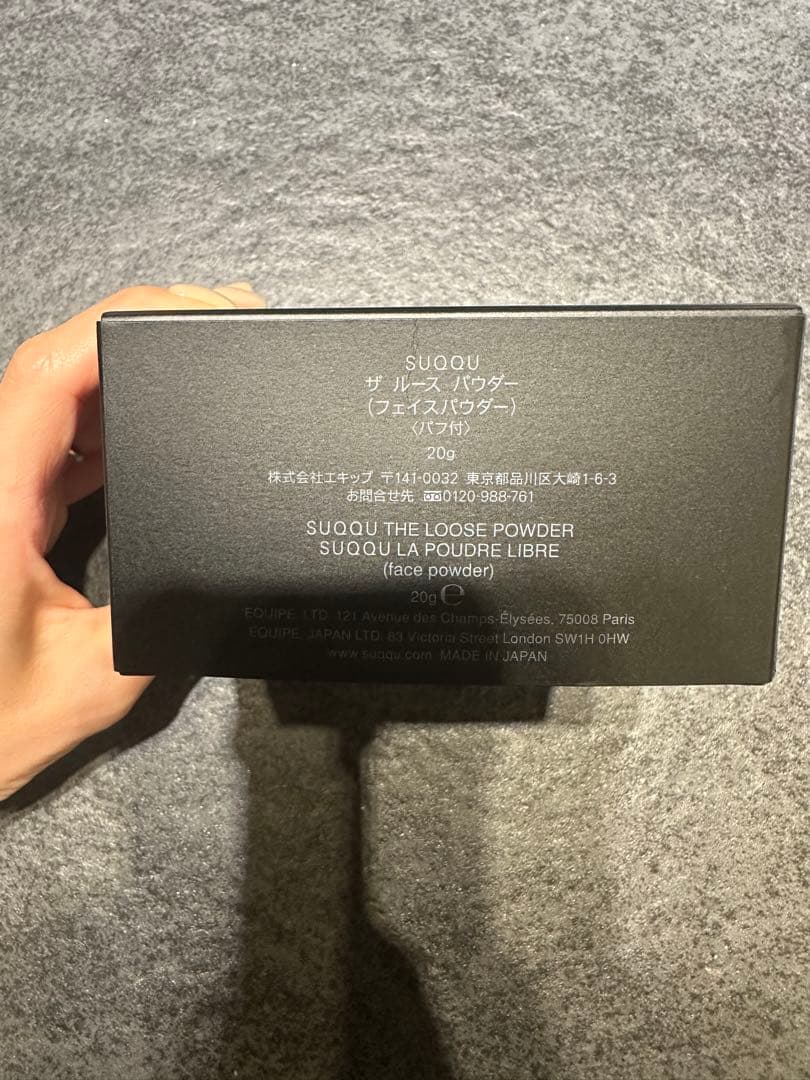 SUQQU
ザ ルース パウダー
（フェイスパウダー）
〈パフ付〉
20g
株式会社エキップ 〒141-0032 東京都品川区大崎1-6-3
お問合せ先 0120-988-761
SUQQU THE LOOSE POWDER
SUQQU LA POUDRE LIBRE
(face powder)
20g ℮
EQUIPE, LTD. 121 Avenue des Champs-Élysées, 75008 Paris
EQUIPE, JAPAN LTD. 83 Victoria Street London SW1H 0HW
www.suqqu.com MADE IN JAPAN